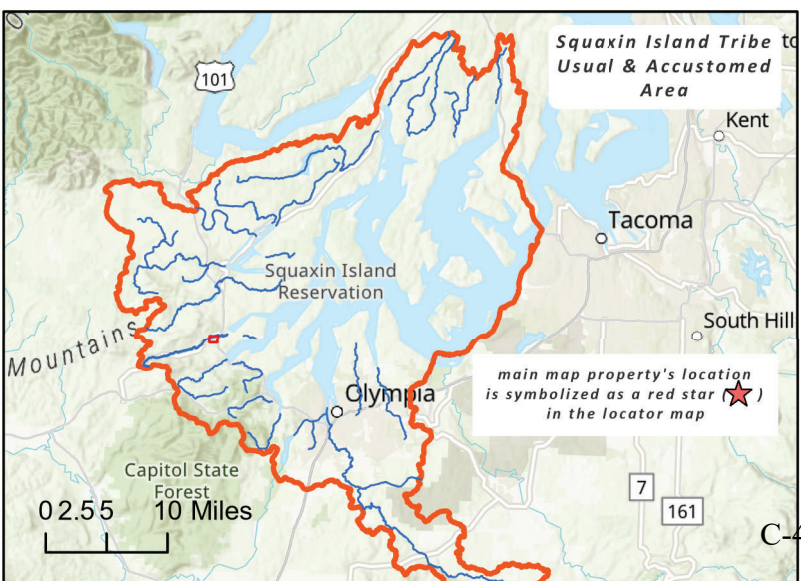 Squaxin Island Tribe
Usual & Accustomed
Area
101
Kent
Tacoma
Squaxin Island
Reservation
South Hill
Mountains
main map property's location
is symbolized as a red star ( )
in the locator map
Olympia
Capitol State
Forest
7
161
0 2.5 5 10 Miles